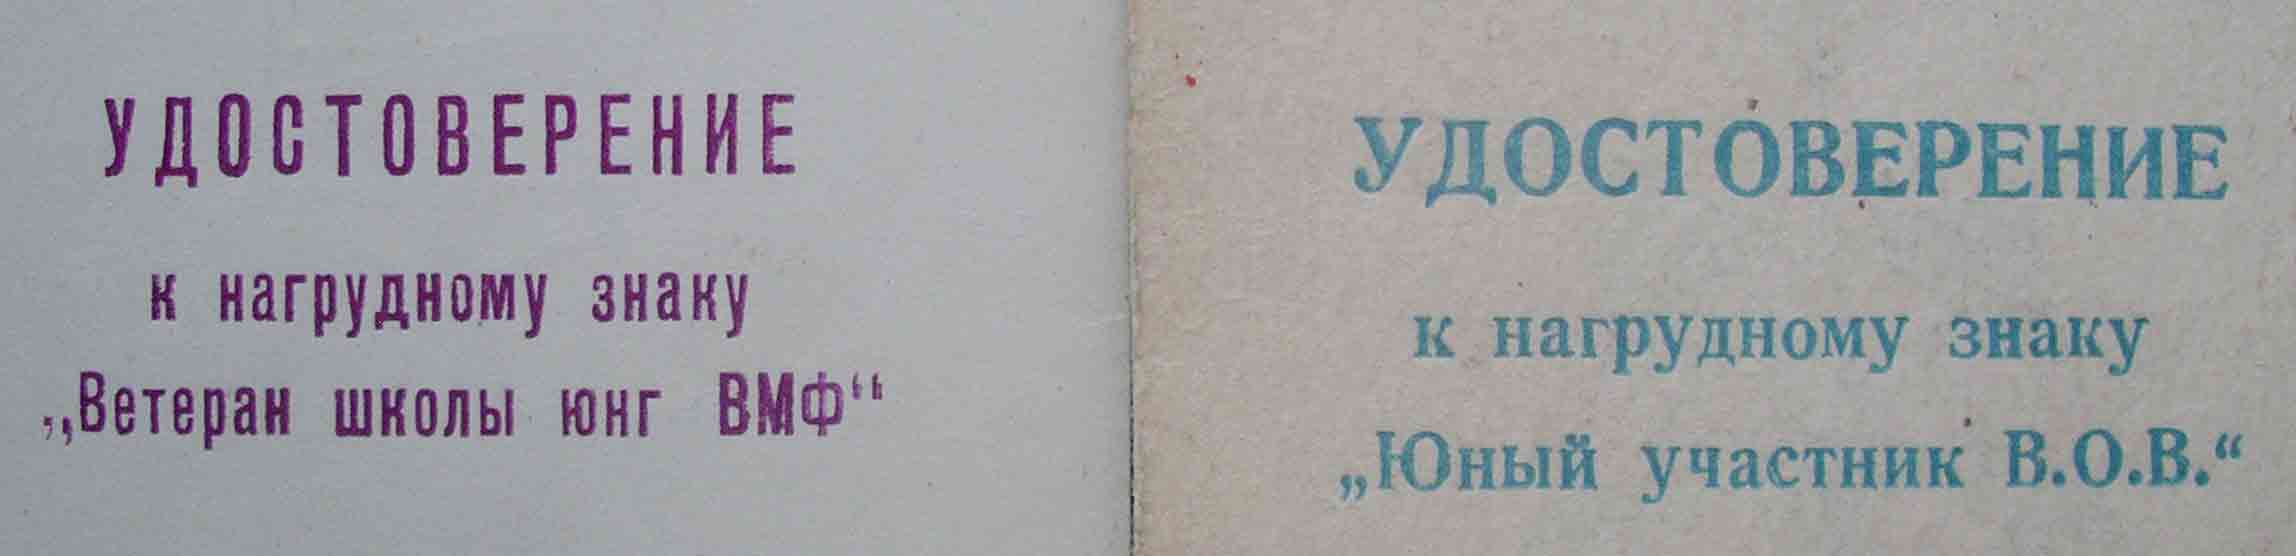 УДОСТОВЕРЕНИЕ
к нагрудному знаку
„Ветеран школы юнг ВМФ“
УДОСТОВЕРЕНИЕ
к нагрудному знаку
„Юный участник В.О.В.“